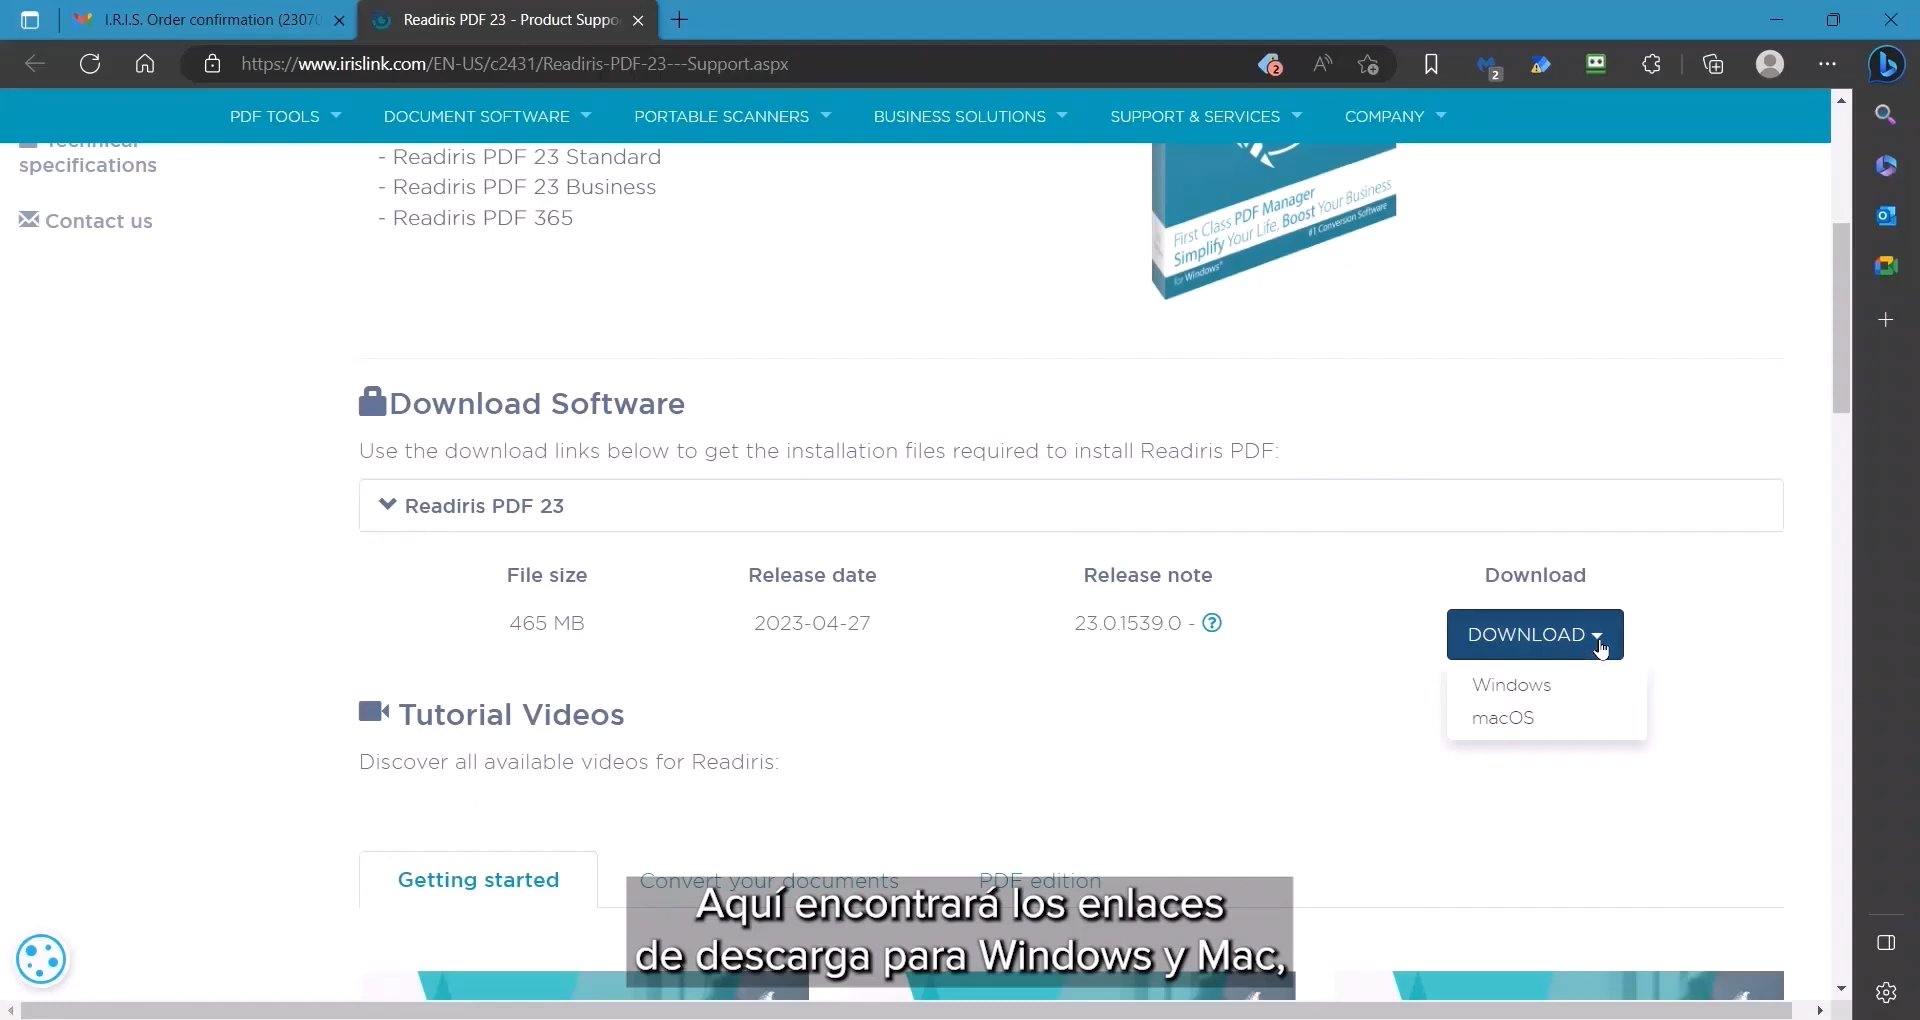 I.R.I.S. Order confirmation (2307
Readiris PDF 23 - Product Suppo
https://www.irislink.com/EN-US/c2431/Readiris-PDF-23---Support.aspx
2
2
PDF TOOLS
DOCUMENT SOFTWARE
PORTABLE SCANNERS
BUSINESS SOLUTIONS
SUPPORT & SERVICES
COMPANY
Technical
specifications
Contact us
- Readiris PDF 23 Standard
- Readiris PDF 23 Business
- Readiris PDF 365
First Class PDF Manager
Simplify Your Life, Boost Your Business
#1 Conversion Software
for Windows®
Download Software
Use the download links below to get the installation files required to install Readiris PDF:
Readiris PDF 23
File size
Release date
Release note
Download
465 MB
2023-04-27
23.0.1539.0 -
DOWNLOAD
Windows
macOS
Tutorial Videos
Discover all available videos for Readiris:
Getting started
Convert your documents
PDF edition
Aquí encontrará los enlaces
de descarga para Windows y Mac,